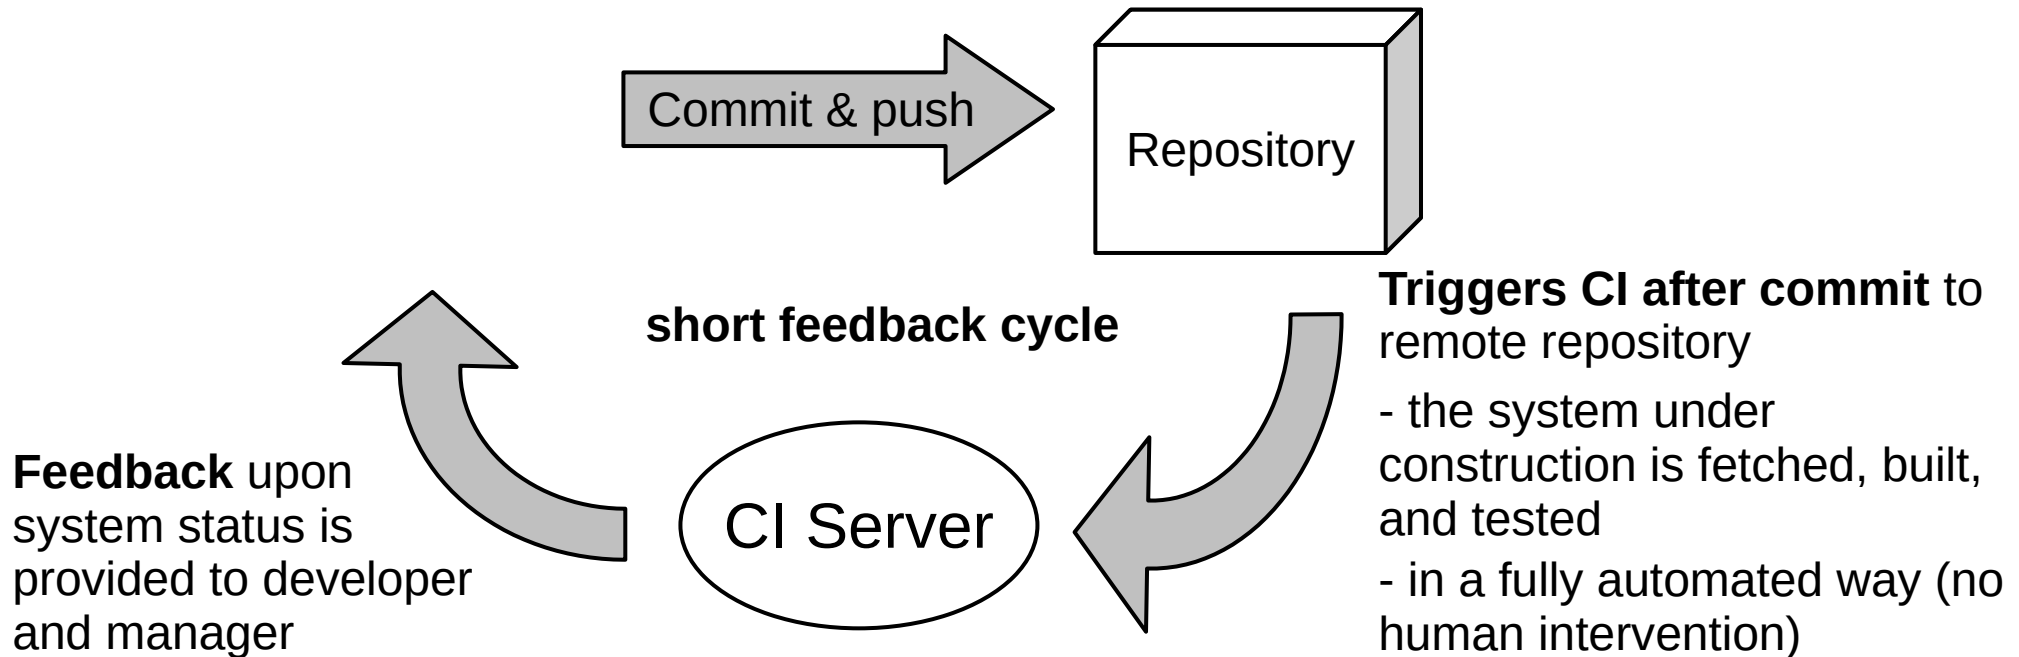 Commit & push
Repository
Triggers CI after commit to
remote repository
- the system under
construction is fetched, built,
and tested
- in a fully automated way (no
human intervention)
short feedback cycle
CI Server
Feedback upon
system status is
provided to developer
and manager